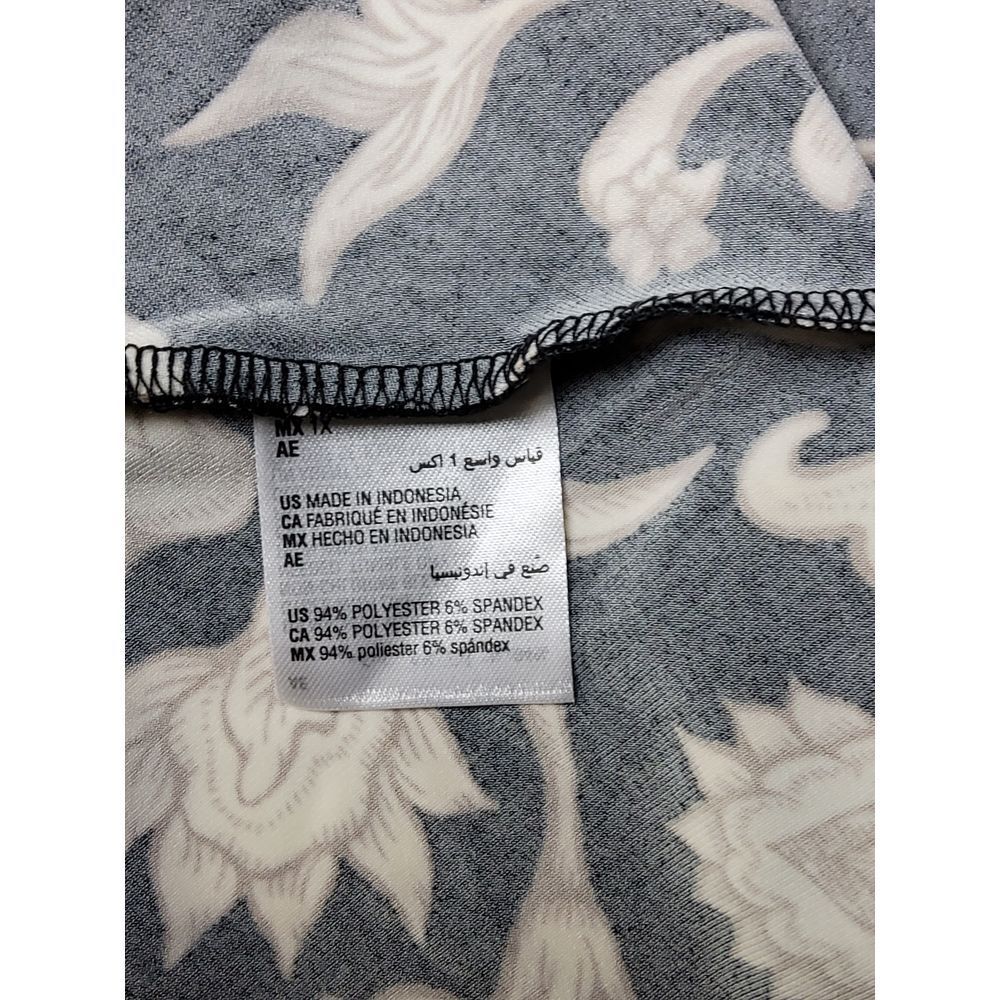 MX 1X
AE
قياس واسع 1 اكس
US MADE IN INDONESIA
CA FABRIQUÉ EN INDONÉSIE
MX HECHO EN INDONESIA
AE
صنع في إندونيسيا
US 94% POLYESTER 6% SPANDEX
CA 94% POLYESTER 6% SPANDEX
MX 94% poliester 6% spándex